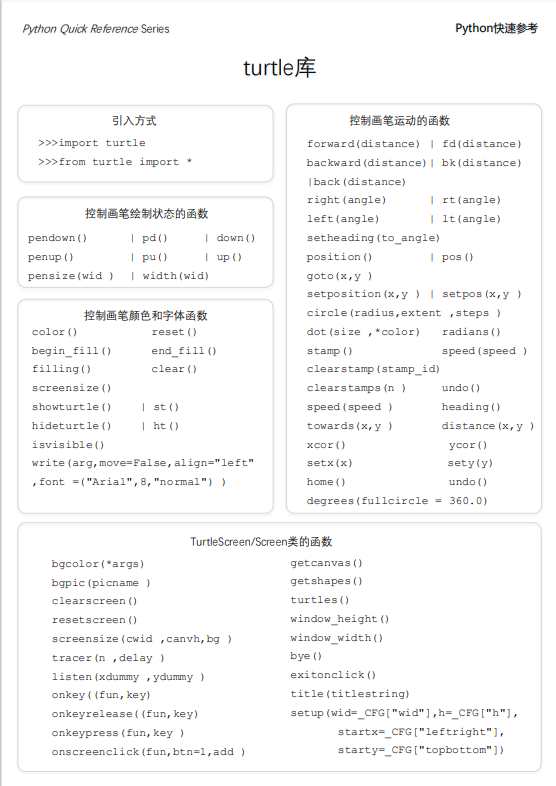 Python Quick Reference Series
Python快速参考
turtle库
引入方式
>>>import turtle
>>>from turtle import *
控制画笔绘制状态的函数
pendown() | pd() | down()
penup() | pu() | up()
pensize(wid ) | width(wid)
控制画笔颜色和字体函数
color() reset()
begin_fill() end_fill()
filling() clear()
screensize()
showturtle() | st()
hideturtle() | ht()
isvisible()
write(arg,move=False,align="left"
,font =("Arial",8,"normal") )
控制画笔运动的函数
forward(distance) | fd(distance)
backward(distance)| bk(distance)
|back(distance)
right(angle) | rt(angle)
left(angle) | lt(angle)
setheading(to_angle)
position() | pos()
goto(x,y )
setposition(x,y ) | setpos(x,y )
circle(radius,extent ,steps )
dot(size ,*color) radians()
stamp() speed(speed )
clearstamp(stamp_id)
clearstamps(n ) undo()
speed(speed ) heading()
towards(x,y ) distance(x,y )
xcor() ycor()
setx(x) sety(y)
home() undo()
degrees(fullcircle = 360.0)
TurtleScreen/Screen类的函数
bgcolor(*args)
bgpic(picname )
clearscreen()
resetscreen()
screensize(cwid ,canvh,bg )
tracer(n ,delay )
listen(xdummy ,ydummy )
onkey((fun,key)
onkeyrelease((fun,key)
onkeypress(fun,key )
onscreenclick(fun,btn=1,add )
getcanvas()
getshapes()
turtles()
window_height()
window_width()
bye()
exitonclick()
title(titlestring)
setup(wid=_CFG["wid"],h=_CFG["h"],
startx=_CFG["leftright"],
starty=_CFG["topbottom"])